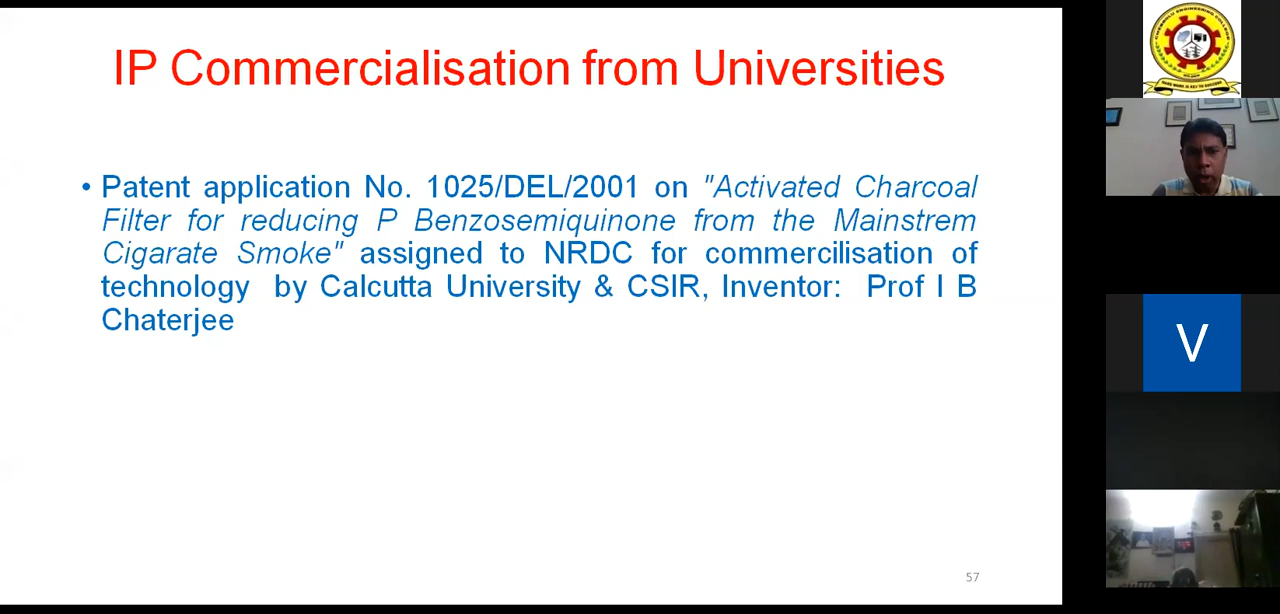 IP Commercialisation from Universities
• Patent application No. 1025/DEL/2001 on "Activated Charcoal
Filter for reducing P Benzosemiquinone from the Mainstrem
Cigarate Smoke" assigned to NRDC for commercilisation of
technology by Calcutta University & CSIR, Inventor: Prof I B
Chaterjee
57
V